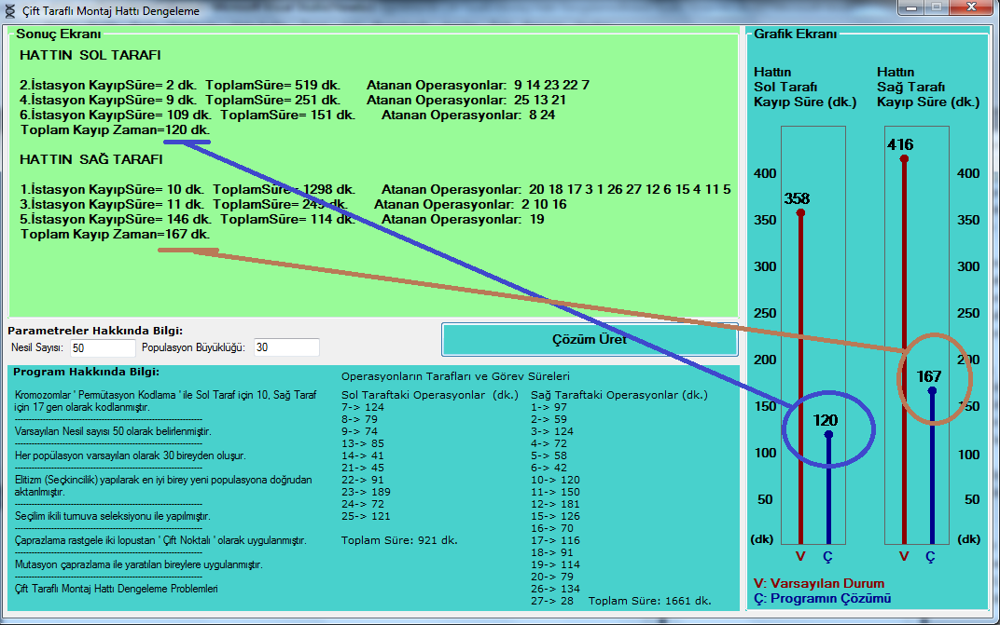 Çift Taraflı Montaj Hattı Dengeleme
Sonuç Ekranı
HATTIN SOL TARAFI
2.İstasyon KayıpSüre= 2 dk. ToplamSüre= 519 dk. Atanan Operasyonlar: 9 14 23 22 7
4.İstasyon KayıpSüre= 9 dk. ToplamSüre= 251 dk. Atanan Operasyonlar: 25 13 21
6.İstasyon KayıpSüre= 109 dk. ToplamSüre= 151 dk. Atanan Operasyonlar: 8 24
Toplam Kayıp Zaman=120 dk.
HATTIN SAĞ TARAFI
1.İstasyon KayıpSüre= 10 dk. ToplamSüre= 1298 dk. Atanan Operasyonlar: 20 18 17 3 1 26 27 12 6 15 4 11 5
3.İstasyon KayıpSüre= 11 dk. ToplamSüre= 249 dk. Atanan Operasyonlar: 2 10 16
5.İstasyon KayıpSüre= 146 dk. ToplamSüre= 114 dk. Atanan Operasyonlar: 19
Toplam Kayıp Zaman=167 dk.
Parametreler Hakkında Bilgi:
Nesil Sayısı: 50 Populasyon Büyüklüğü: 30
Çözüm Üret
Program Hakkında Bilgi:
Kromozomlar ' Permütasyon Kodlama ' ile Sol Taraf için 10, Sağ Taraf
için 17 gen olarak kodlanmıştır.
Varsayılan Nesil sayısı 50 olarak belirlenmiştir.
Her popülasyon varsayılan olarak 30 bireyden oluşur.
Elitizm (Seçkincilik) yapılarak en iyi birey yeni populasyona doğrudan
aktarılmıştır.
Seçilim ikili turnuva seleksiyonu ile yapılmıştır.
Çaprazlama rastgele iki lopustan ' Çift Noktalı ' olarak uygulanmıştır.
Mutasyon çaprazlama ile yaratılan bireylere uygulanmıştır.
Çift Taraflı Montaj Hattı Dengeleme Problemleri
Operasyonların Tarafları ve Görev Süreleri
Sol Taraftaki Operasyonlar (dk.)
7-> 124
8-> 79
9-> 74
13-> 85
14-> 41
21-> 45
22-> 91
23-> 189
24-> 72
25-> 121
Toplam Süre: 921 dk.
Sağ Taraftaki Operasyonlar (dk.)
1-> 97
2-> 59
3-> 124
4-> 72
5-> 58
6-> 42
10-> 120
11-> 150
12-> 181
15-> 126
16-> 70
17-> 116
18-> 91
19-> 114
20-> 79
26-> 134
27-> 28 Toplam Süre: 1661 dk.
Grafik Ekranı
Hattın
Sol Tarafı
Kayıp Süre (dk.)
Hattın
Sağ Tarafı
Kayıp Süre (dk.)
416
400 400
358
350 350
300 300
250 250
200 200
167
150 150
120
100 100
50 50
(dk) (dk)
V Ç V Ç
V: Varsayılan Durum
Ç: Programın Çözümü